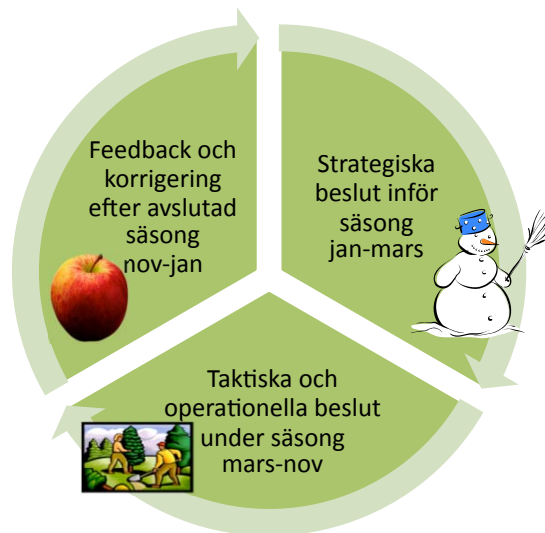 Feedback och
korrigering
efter avslutad
säsong
nov-jan
Strategiska
beslut inför
säsong
jan-mars
Taktiska och
operationella beslut
under säsong
mars-nov